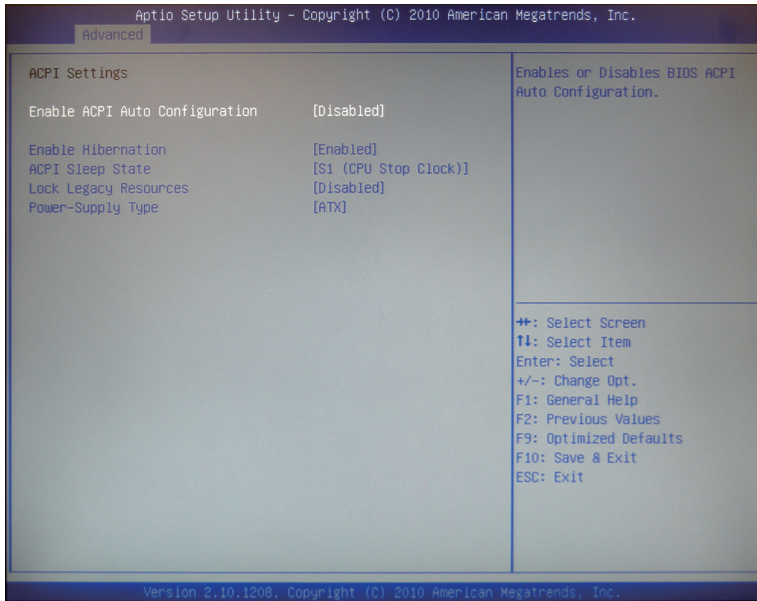 Aptio Setup Utility – Copyright (C) 2010 American Megatrends, Inc.
Advanced
ACPI Settings
Enable ACPI Auto Configuration [Disabled]
Enable Hibernation [Enabled]
ACPI Sleep State [S1 (CPU Stop Clock)]
Lock Legacy Resources [Disabled]
Power-Supply Type [ATX]
Enables or Disables BIOS ACPI
Auto Configuration.
→←: Select Screen
↑↓: Select Item
Enter: Select
+/-: Change Opt.
F1: General Help
F2: Previous Values
F9: Optimized Defaults
F10: Save & Exit
ESC: Exit
Version 2.10.1208. Copyright (C) 2010 American Megatrends, Inc.